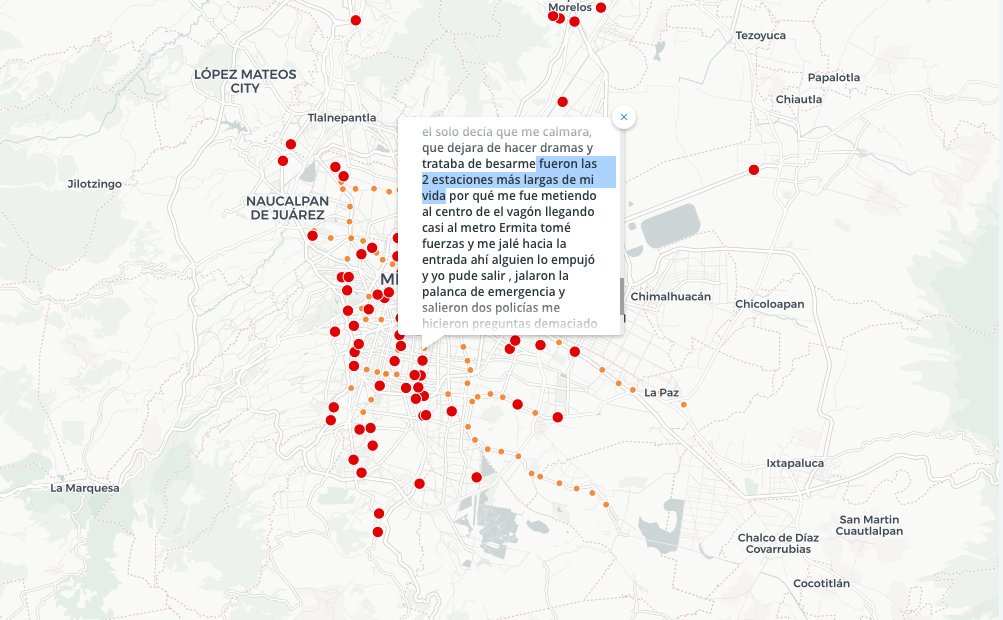 Morelos
Tezoyuca
LÓPEZ MATEOS
CITY
Papalotla
Chiautla
Tlalnepantla
×
el solo decía que me calmara,
que dejara de hacer dramas y
trataba de besarme fueron las
2 estaciones más largas de mi
vida por qué me fue metiendo
al centro de el vagón llegando
casi al metro Ermita tomé
fuerzas y me jalé hacia la
entrada ahí alguien lo empujó
y yo pude salir , jalaron la
palanca de emergencia y
salieron dos policías me
hicieron preguntas demaciado
Jilotzingo
NAUCALPAN
DE JUÁREZ
Chimalhuacán
Chicoloapan
La Paz
Ixtapaluca
La Marquesa
San Martin
Cuautlalpan
Chalco de Díaz
Covarrubias
Cocotitlán